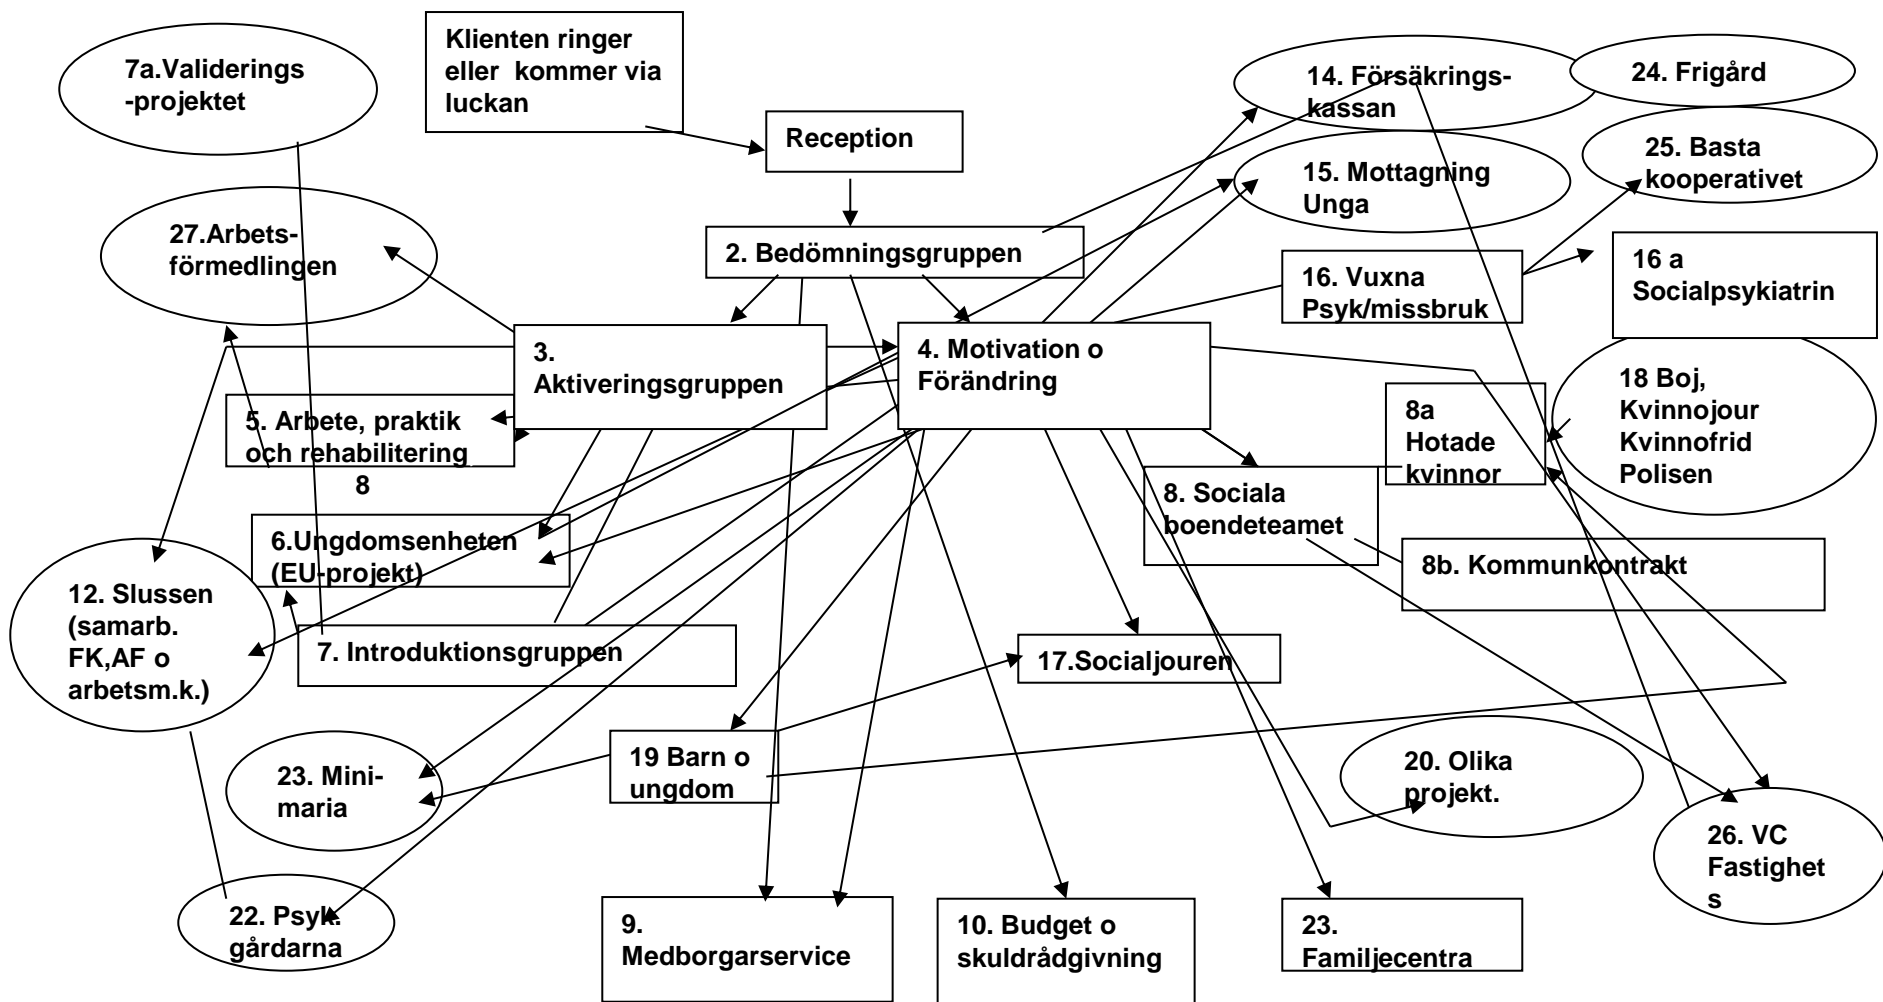 7a.Validerings
-projektet
Klienten ringer
eller  kommer via
luckan
Reception
14. Försäkrings-
kassan
24. Frigård
25. Basta
kooperativet
15. Mottagning
Unga
27.Arbets-
förmedlingen
2. Bedömningsgruppen
16. Vuxna
Psyk/missbruk
16 a
Socialpsykiatrin
3.
Aktiveringsgruppen
4. Motivation o
Förändring
18 Boj,
Kvinnojour
Kvinnofrid
Polisen
8a
Hotade
kvinnor
5. Arbete, praktik
och rehabilitering
8
8. Sociala
boendeteamet
6.Ungdomsenheten
(EU-projekt)
8b. Kommunkontrakt
12. Slussen
(samarb.
FK,AF o
arbetsm.k.)
7. Introduktionsgruppen
17.Socialjouren
23. Mini-
maria
19 Barn o
ungdom
20. Olika
projekt.
26. VC
Fastighet
s
22. Psyk.
gårdarna
9.
Medborgarservice
10. Budget o
skuldrådgivning
23.
Familjecentra